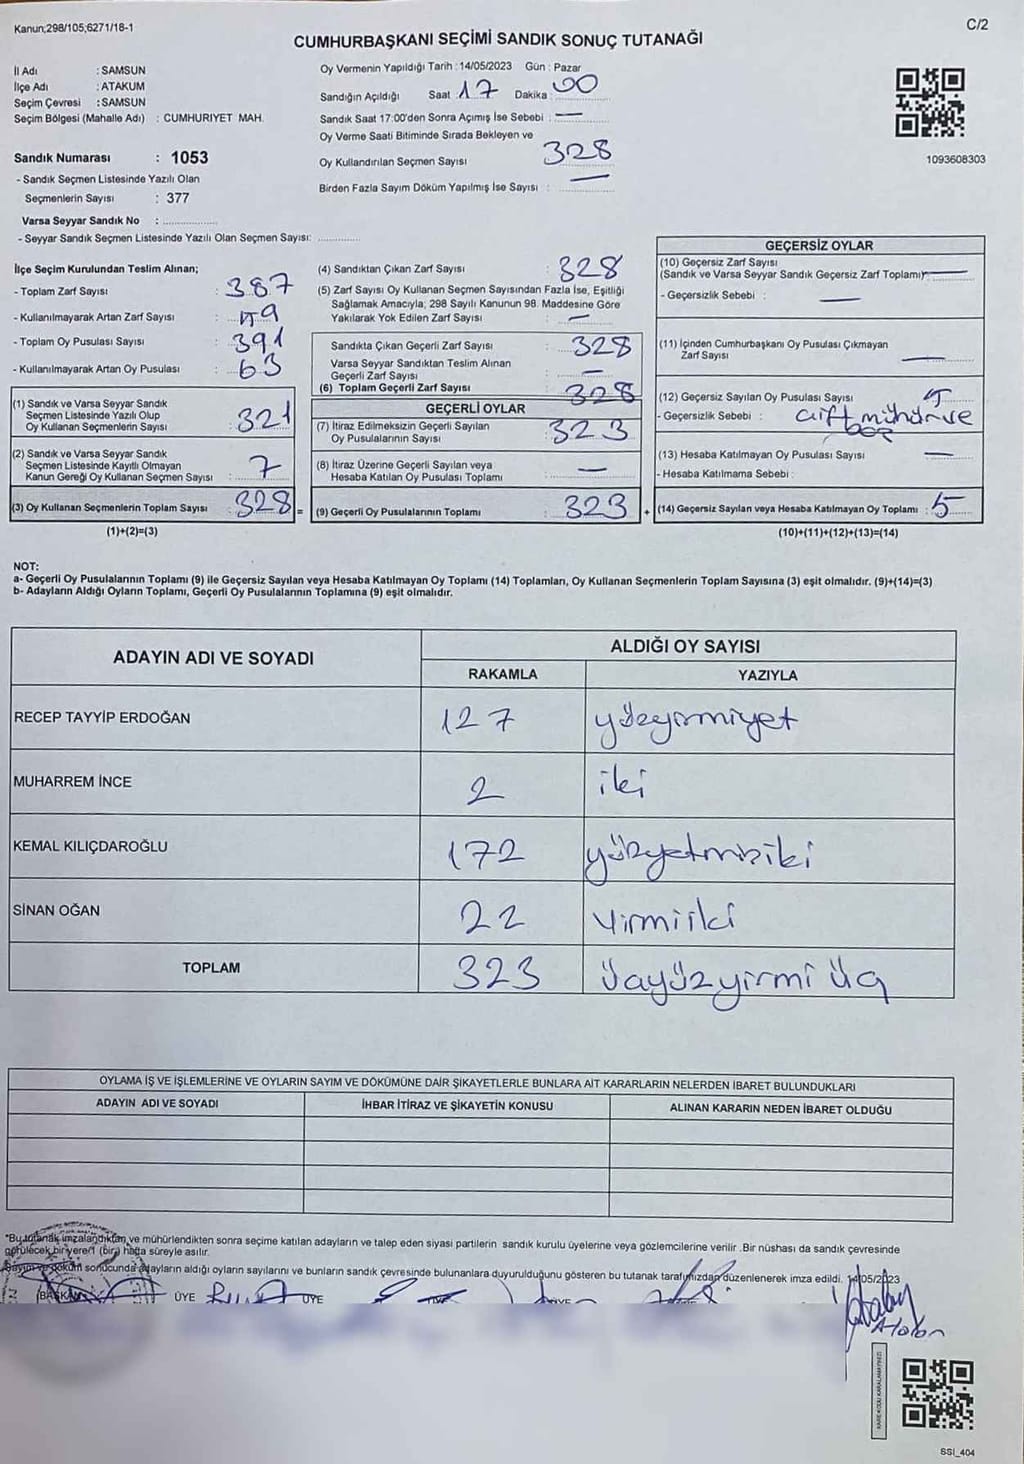 Kanun;298/105;6271/18-1
C/2
CUMHURBAŞKANI SEÇİMİ SANDIK SONUÇ TUTANAĞI
İl Adı : SAMSUN
İlçe Adı : ATAKUM
Seçim Çevresi : SAMSUN
Seçim Bölgesi (Mahalle Adı) : CUMHURIYET MAH.
Oy Vermenin Yapıldığı Tarih : 14/05/2023 Gün : Pazar
Sandığın Açıldığı Saat 17 Dakika 00
Sandık Saat 17:00'den Sonra Açımış İse Sebebi : —
Oy Verme Saati Bitiminde Sırada Bekleyen ve
Oy Kullandırılan Seçmen Sayısı 328
Birden Fazla Sayım Döküm Yapılmış İse Sayısı : —
1093608303
Sandık Numarası : 1053
- Sandık Seçmen Listesinde Yazılı Olan
Seçmenlerin Sayısı : 377
Varsa Seyyar Sandık No : ..............
- Seyyar Sandık Seçmen Listesinde Yazılı Olan Seçmen Sayısı: ............
İlçe Seçim Kurulundan Teslim Alınan;
- Toplam Zarf Sayısı : 387
- Kullanılmayarak Artan Zarf Sayısı :
- Toplam Oy Pusulası Sayısı : 391
- Kullanılmayarak Artan Oy Pusulası : 63
(1) Sandık ve Varsa Seyyar Sandık
Seçmen Listesinde Yazılı Olup
Oy Kullanan Seçmenlerin Sayısı : 321
(2) Sandık ve Varsa Seyyar Sandık
Seçmen Listesinde Kayıtlı Olmayan
Kanun Gereği Oy Kullanan Seçmen Sayısı : 7
(3) Oy Kullanan Seçmenlerin Toplam Sayısı : 328 =
(1)+(2)=(3)
(4) Sandıktan Çıkan Zarf Sayısı : 328
(5) Zarf Sayısı Oy Kullanan Seçmen Sayısından Fazla İse, Eşitliği
Sağlamak Amacıyla; 298 Sayılı Kanunun 98. Maddesine Göre
Yakılarak Yok Edilen Zarf Sayısı : —
Sandıkta Çıkan Geçerli Zarf Sayısı : 328
Varsa Seyyar Sandıktan Teslim Alınan
Geçerli Zarf Sayısı : —
(6) Toplam Geçerli Zarf Sayısı : 328
GEÇERLİ OYLAR
(7) İtiraz Edilmeksizin Geçerli Sayılan
Oy Pusulalarının Sayısı : 323
(8) İtiraz Üzerine Geçerli Sayılan veya
Hesaba Katılan Oy Pusulası Toplamı : —
(9) Geçerli Oy Pusulalarının Toplamı : 323 +
GEÇERSİZ OYLAR
(10) Geçersiz Zarf Sayısı
(Sandık ve Varsa Seyyar Sandık Geçersiz Zarf Toplamı): —
- Geçersizlik Sebebi : —
(11) İçinden Cumhurbaşkanı Oy Pusulası Çıkmayan
Zarf Sayısı —
(12) Geçersiz Sayılan Oy Pusulası Sayısı : 5
- Geçersizlik Sebebi : çift mühür ve
boş
(13) Hesaba Katılmayan Oy Pusulası Sayısı : —
- Hesaba Katılmama Sebebi :
(14) Geçersiz Sayılan veya Hesaba Katılmayan Oy Toplamı : 5
(10)+(11)+(12)+(13)=(14)
NOT:
a- Geçerli Oy Pusulalarının Toplamı (9) ile Geçersiz Sayılan veya Hesaba Katılmayan Oy Toplamı (14) Toplamları, Oy Kullanan Seçmenlerin Toplam Sayısına (3) eşit olmalıdır. (9)+(14)=(3)
b- Adayların Aldığı Oyların Toplamı, Geçerli Oy Pusulalarının Toplamına (9) eşit olmalıdır.
ADAYIN ADI VE SOYADI
ALDIĞI OY SAYISI
RAKAMLA YAZIYLA
RECEP TAYYİP ERDOĞAN 127 yüzyirmiyet
MUHARREM İNCE 2 iki
KEMAL KILIÇDAROĞLU 172 yüzyetmişiki
SİNAN OĞAN 22 yirmiiki
TOPLAM 323 üçyüzyirmi üç
OYLAMA İŞ VE İŞLEMLERİNE VE OYLARIN SAYIM VE DÖKÜMÜNE DAİR ŞİKAYETLERLE BUNLARA AİT KARARLARIN NELERDEN İBARET BULUNDUKLARI
ADAYIN ADI VE SOYADI İHBAR İTİRAZ VE ŞİKAYETİN KONUSU ALINAN KARARIN NEDEN İBARET OLDUĞU
"Bu tutanak imzalandıktan ve mühürlendikten sonra seçime katılan adayların ve talep eden siyasi partilerin sandık kurulu üyelerine veya gözlemcilerine verilir. Bir nüshası da sandık çevresinde
görülecek bir yere 1 (bir) hafta süreyle asılır.
Sayım ve döküm sonucunda adayların aldığı oyların sayılarını ve bunların sandık çevresinde bulunanlara duyurulduğunu gösteren bu tutanak tarafımızdan düzenlenerek imza edildi. 14/05/2023
BAŞKAN ÜYE ÜYE ÜYE
KARE KODU KARALAMAYINIZ!
SSI_404